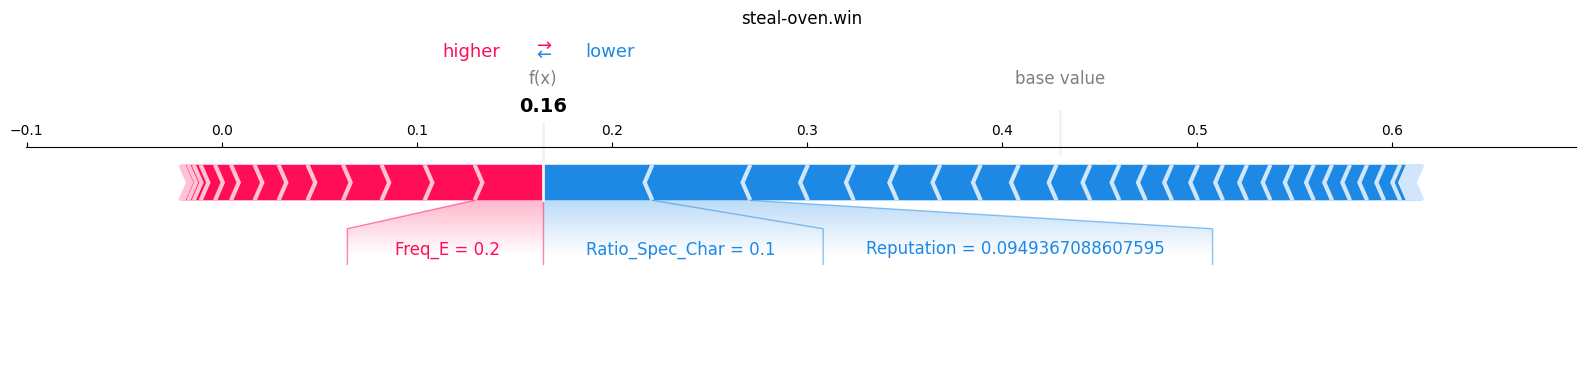 steal-oven.win
higher ⇄ lower
f(x) base value
0.16
−0.1 0.0 0.1 0.2 0.3 0.4 0.5 0.6
Freq_E = 0.2 Ratio_Spec_Char = 0.1 Reputation = 0.0949367088607595